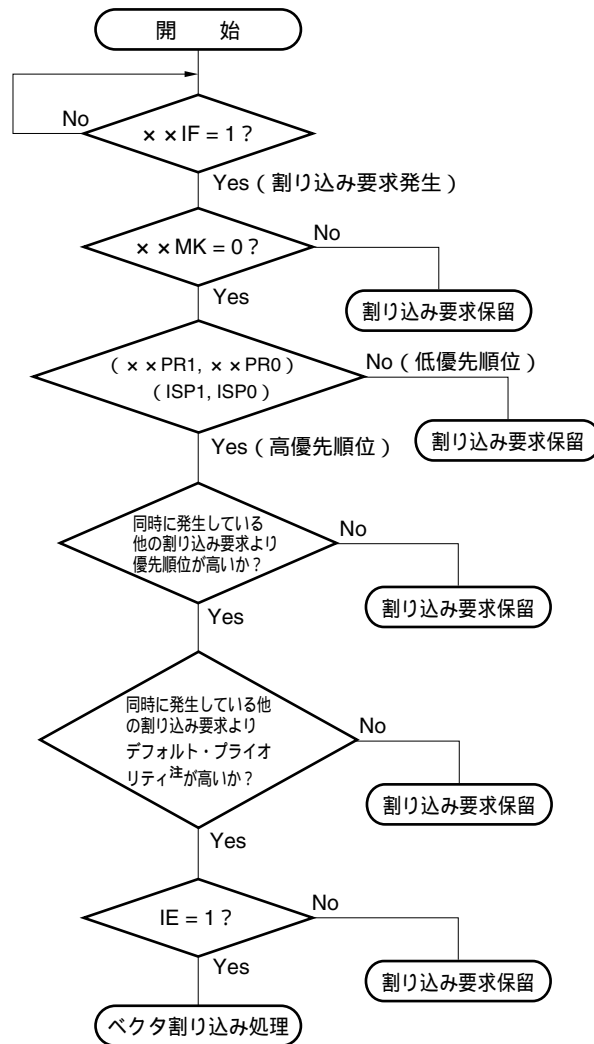 開 始
No
××IF = 1？
Yes（割り込み要求発生）
××MK = 0？
No
割り込み要求保留
Yes
（××PR1, ××PR0）
(ISP1, ISP0)
No（低優先順位）
割り込み要求保留
Yes（高優先順位）
同時に発生している
他の割り込み要求より
優先順位が高いか？
No
割り込み要求保留
Yes
同時に発生している他
の割り込み要求より
デフォルト・プライオ
リティ注が高いか？
No
割り込み要求保留
Yes
IE = 1？
No
割り込み要求保留
Yes
ベクタ割り込み処理